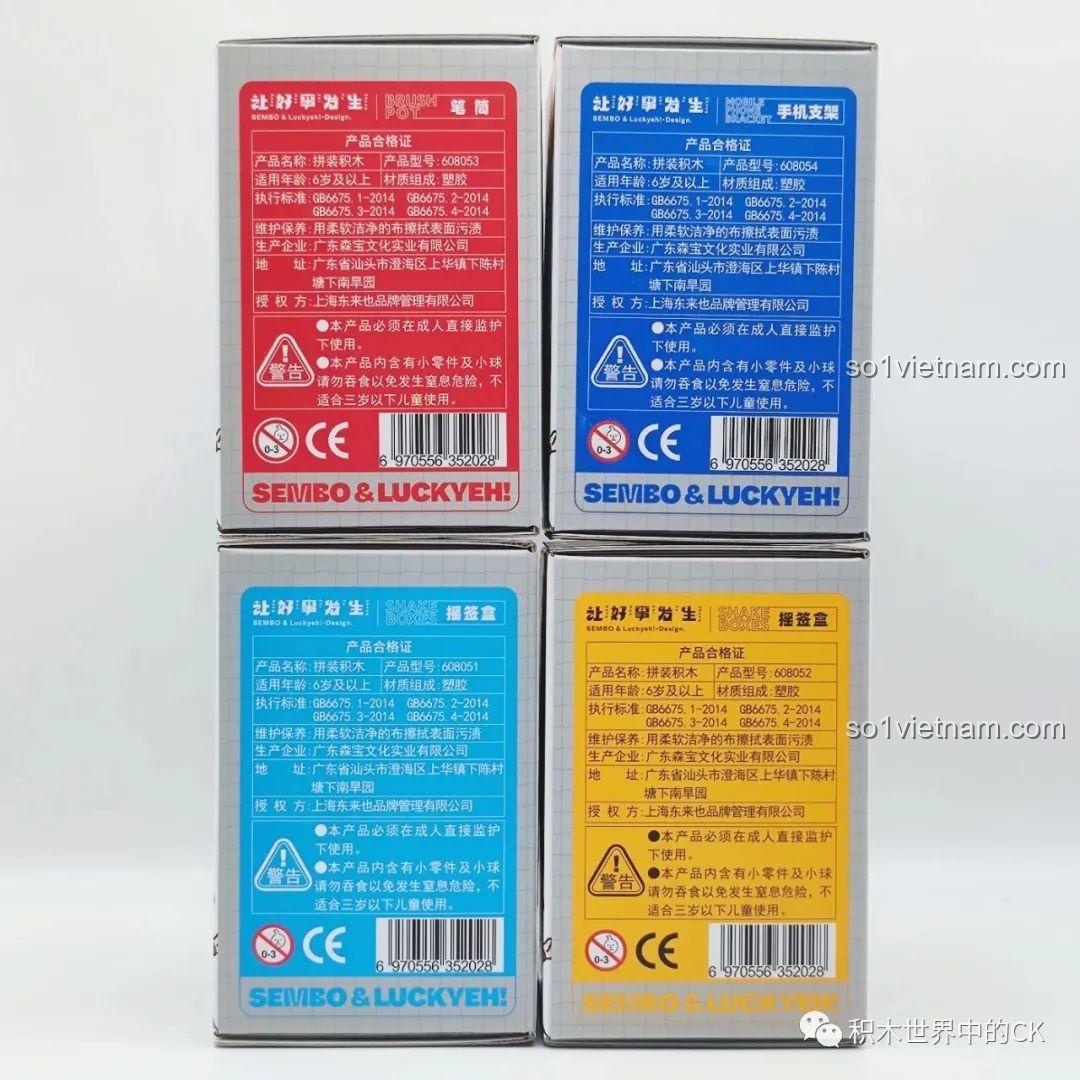 让好事发生
SEMBO & Luckyeh!-Design.
BRUSH
POT
笔筒
产品合格证
产品名称:拼装积木 产品型号:608053
适用年龄:6岁及以上 材质组成:塑胶
执行标准:GB6675.1-2014 GB6675.2-2014
GB6675.3-2014 GB6675.4-2014
维护保养:用柔软洁净的布擦拭表面污渍
生产企业:广东森宝文化实业有限公司
地 址:广东省汕头市澄海区上华镇下陈村
塘下南旱园
授 权 方:上海东来也品牌管理有限公司
警告
●本产品必须在成人直接监护
下使用。
●本产品内含有小零件及小球
请勿吞食以免发生窒息危险,不
适合三岁以下儿童使用。
0-3
CE
6 970556 352028
SEMBO & LUCKYEH!
让好事发生
SEMBO & Luckyeh!-Design.
MOBILE
PHONE
BRACKET
手机支架
产品合格证
产品名称:拼装积木 产品型号:608054
适用年龄:6岁及以上 材质组成:塑胶
执行标准:GB6675.1-2014 GB6675.2-2014
GB6675.3-2014 GB6675.4-2014
维护保养:用柔软洁净的布擦拭表面污渍
生产企业:广东森宝文化实业有限公司
地 址:广东省汕头市澄海区上华镇下陈村
塘下南旱园
授 权 方:上海东来也品牌管理有限公司
警告
●本产品必须在成人直接监护
下使用。
●本产品内含有小零件及小球
请勿吞食以免发生窒息危险,不
适合三岁以下儿童使用。
0-3
CE
6 970556 352028
SEMBO & LUCKYEH!
so1vietnam.com
让好事发生
SEMBO & Luckyeh!-Design.
SHAKE
BOXES
摇签盒
产品合格证
产品名称:拼装积木 产品型号:608051
适用年龄:6岁及以上 材质组成:塑胶
执行标准:GB6675.1-2014 GB6675.2-2014
GB6675.3-2014 GB6675.4-2014
维护保养:用柔软洁净的布擦拭表面污渍
生产企业:广东森宝文化实业有限公司
地 址:广东省汕头市澄海区上华镇下陈村
塘下南旱园
授 权 方:上海东来也品牌管理有限公司
警告
●本产品必须在成人直接监护
下使用。
●本产品内含有小零件及小球
请勿吞食以免发生窒息危险,不
适合三岁以下儿童使用。
0-3
CE
6 970556 352028
SEMBO & LUCKYEH!
让好事发生
SEMBO & Luckyeh!-Design.
SHAKE
BOXES
摇签盒
产品合格证
产品名称:拼装积木 产品型号:608052
适用年龄:6岁及以上 材质组成:塑胶
执行标准:GB6675.1-2014 GB6675.2-2014
GB6675.3-2014 GB6675.4-2014
维护保养:用柔软洁净的布擦拭表面污渍
生产企业:广东森宝文化实业有限公司
地 址:广东省汕头市澄海区上华镇下陈村
塘下南旱园
授 权 方:上海东来也品牌管理有限公司
警告
●本产品必须在成人直接监护
下使用。
●本产品内含有小零件及小球
请勿吞食以免发生窒息危险,不
适合三岁以下儿童使用。
0-3
CE
6 970556 352028
SEMBO & LUCKYEH!
so1vietnam.com
积木世界中的CK